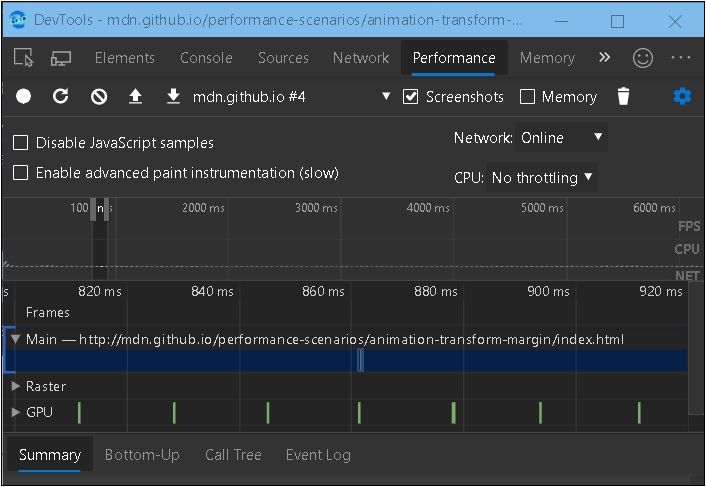 DevTools - mdn.github.io/performance-scenarios/animation-transform-...
Elements Console Sources Network Performance Memory » ...
mdn.github.io #4 Screenshots Memory
Disable JavaScript samples
Network: Online
Enable advanced paint instrumentation (slow)
CPU: No throttling
100 ns 2000 ms 3000 ms 4000 ms 5000 ms 6000 ms
FPS
CPU
NET
s 820 ms 840 ms 860 ms 880 ms 900 ms 920 ms
Frames
Main — http://mdn.github.io/performance-scenarios/animation-transform-margin/index.html
Raster
GPU
Summary Bottom-Up Call Tree Event Log